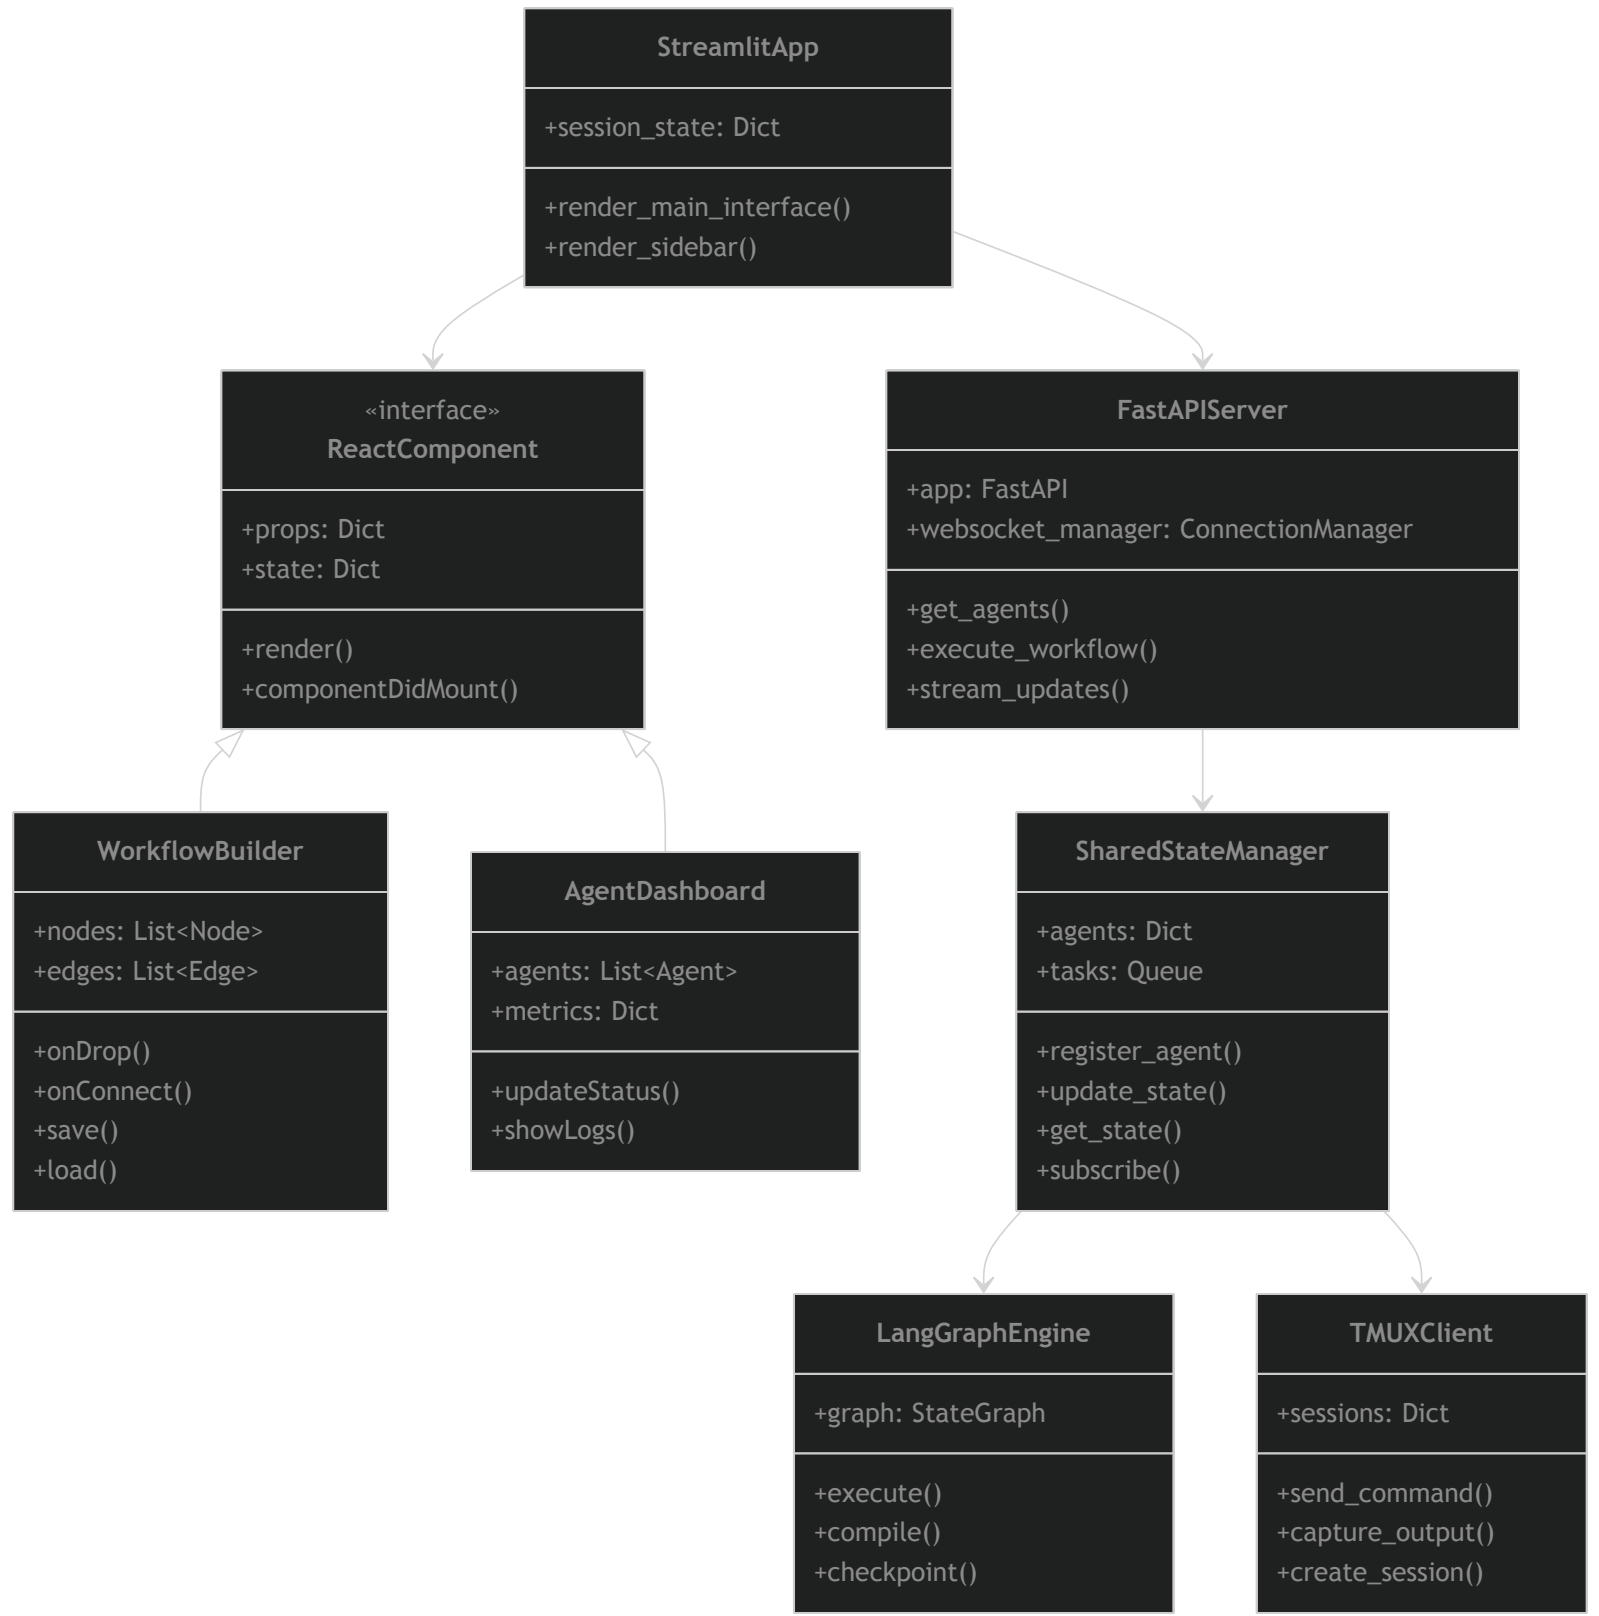 StreamlitApp
+session_state: Dict
+render_main_interface()
+render_sidebar()
«interface»
ReactComponent
+props: Dict
+state: Dict
+render()
+componentDidMount()
FastAPIServer
+app: FastAPI
+websocket_manager: ConnectionManager
+get_agents()
+execute_workflow()
+stream_updates()
WorkflowBuilder
+nodes: List<Node>
+edges: List<Edge>
+onDrop()
+onConnect()
+save()
+load()
AgentDashboard
+agents: List<Agent>
+metrics: Dict
+updateStatus()
+showLogs()
SharedStateManager
+agents: Dict
+tasks: Queue
+register_agent()
+update_state()
+get_state()
+subscribe()
LangGraphEngine
+graph: StateGraph
+execute()
+compile()
+checkpoint()
TMUXClient
+sessions: Dict
+send_command()
+capture_output()
+create_session()